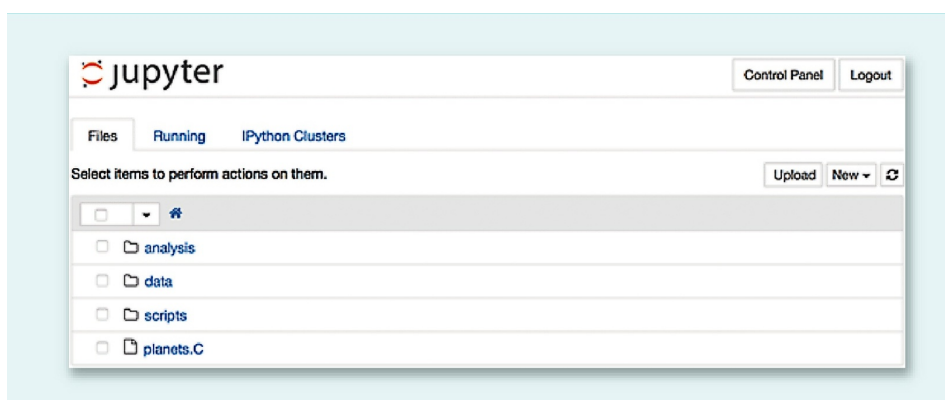 jupyter
Control Panel Logout
Files Running IPython Clusters
Select items to perform actions on them.
Upload New
analysis
data
scripts
planets.C